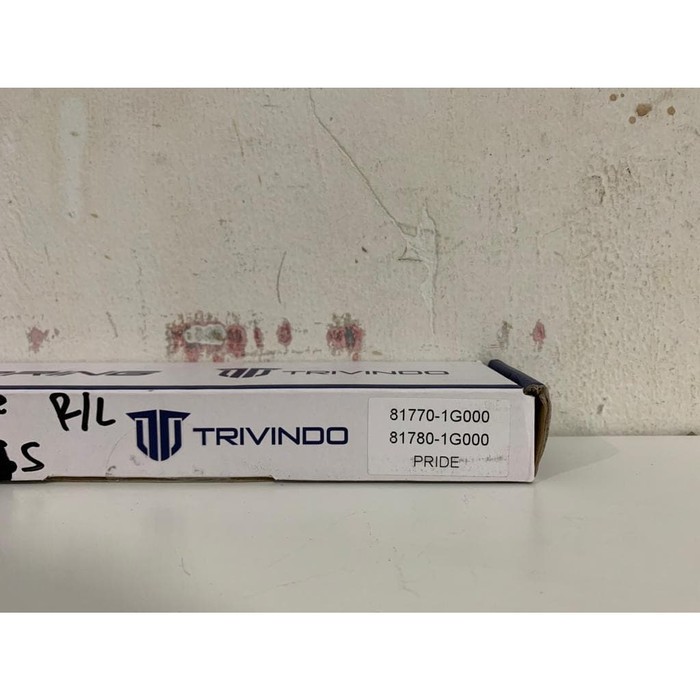 TRIVINDO
R/L
S
TRIVINDO
81770-1G000
81780-1G000
PRIDE